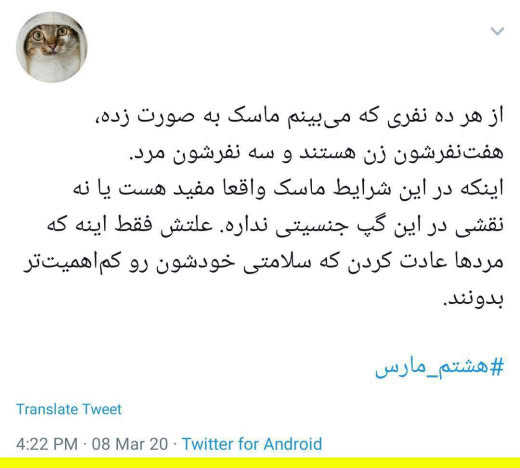 از هر ده نفری که می‌بینم ماسک به صورت زده،
هفت‌نفرشون زن هستند و سه نفرشون مرد.
اینکه در این شرایط ماسک واقعا مفید هست یا نه
نقشی در این گپ جنسیتی نداره. علتش فقط اینه که
مردها عادت کردن که سلامتی خودشون رو کم‌اهمیت‌تر
بدونند.
#هشتم_مارس
Translate Tweet
4:22 PM · 08 Mar 20 · Twitter for Android